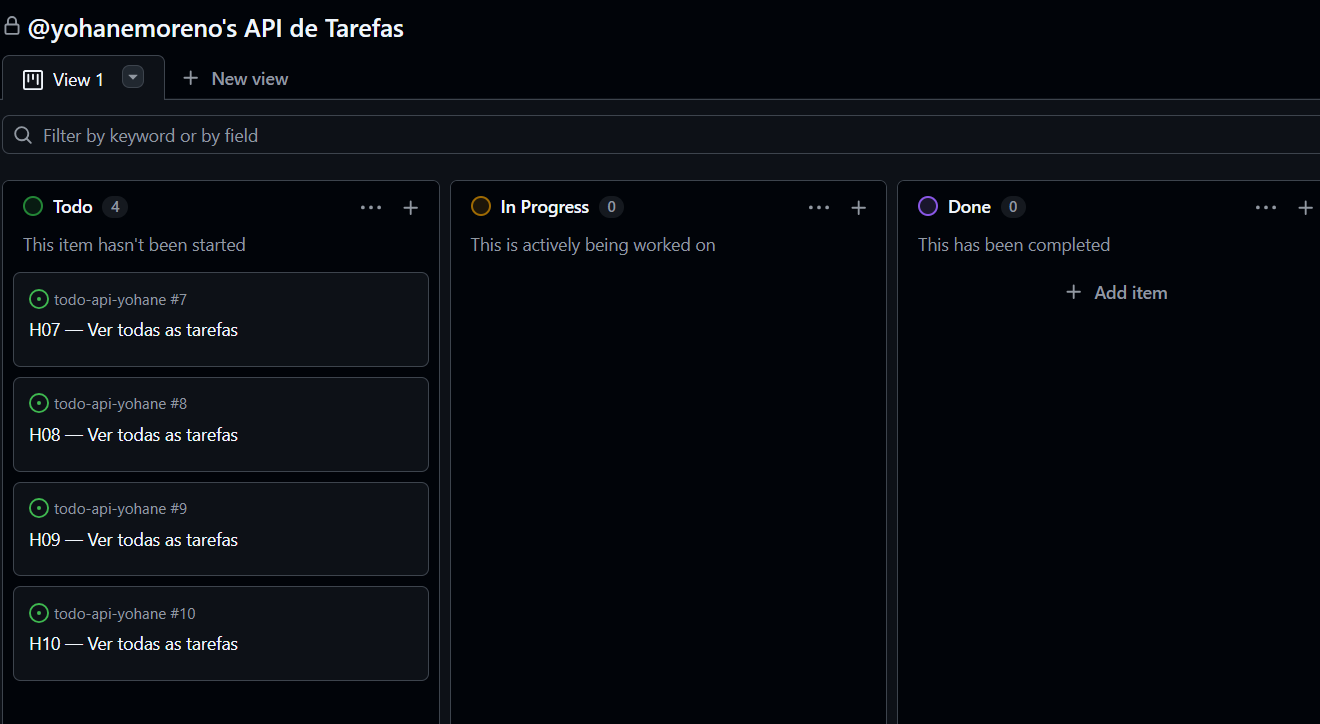 @yohanemoreno's API de Tarefas
View 1
New view
Filter by keyword or by field
Todo 4
This item hasn't been started
todo-api-yohane #7
H07 — Ver todas as tarefas
todo-api-yohane #8
H08 — Ver todas as tarefas
todo-api-yohane #9
H09 — Ver todas as tarefas
todo-api-yohane #10
H10 — Ver todas as tarefas
In Progress 0
This is actively being worked on
Done 0
This has been completed
Add item